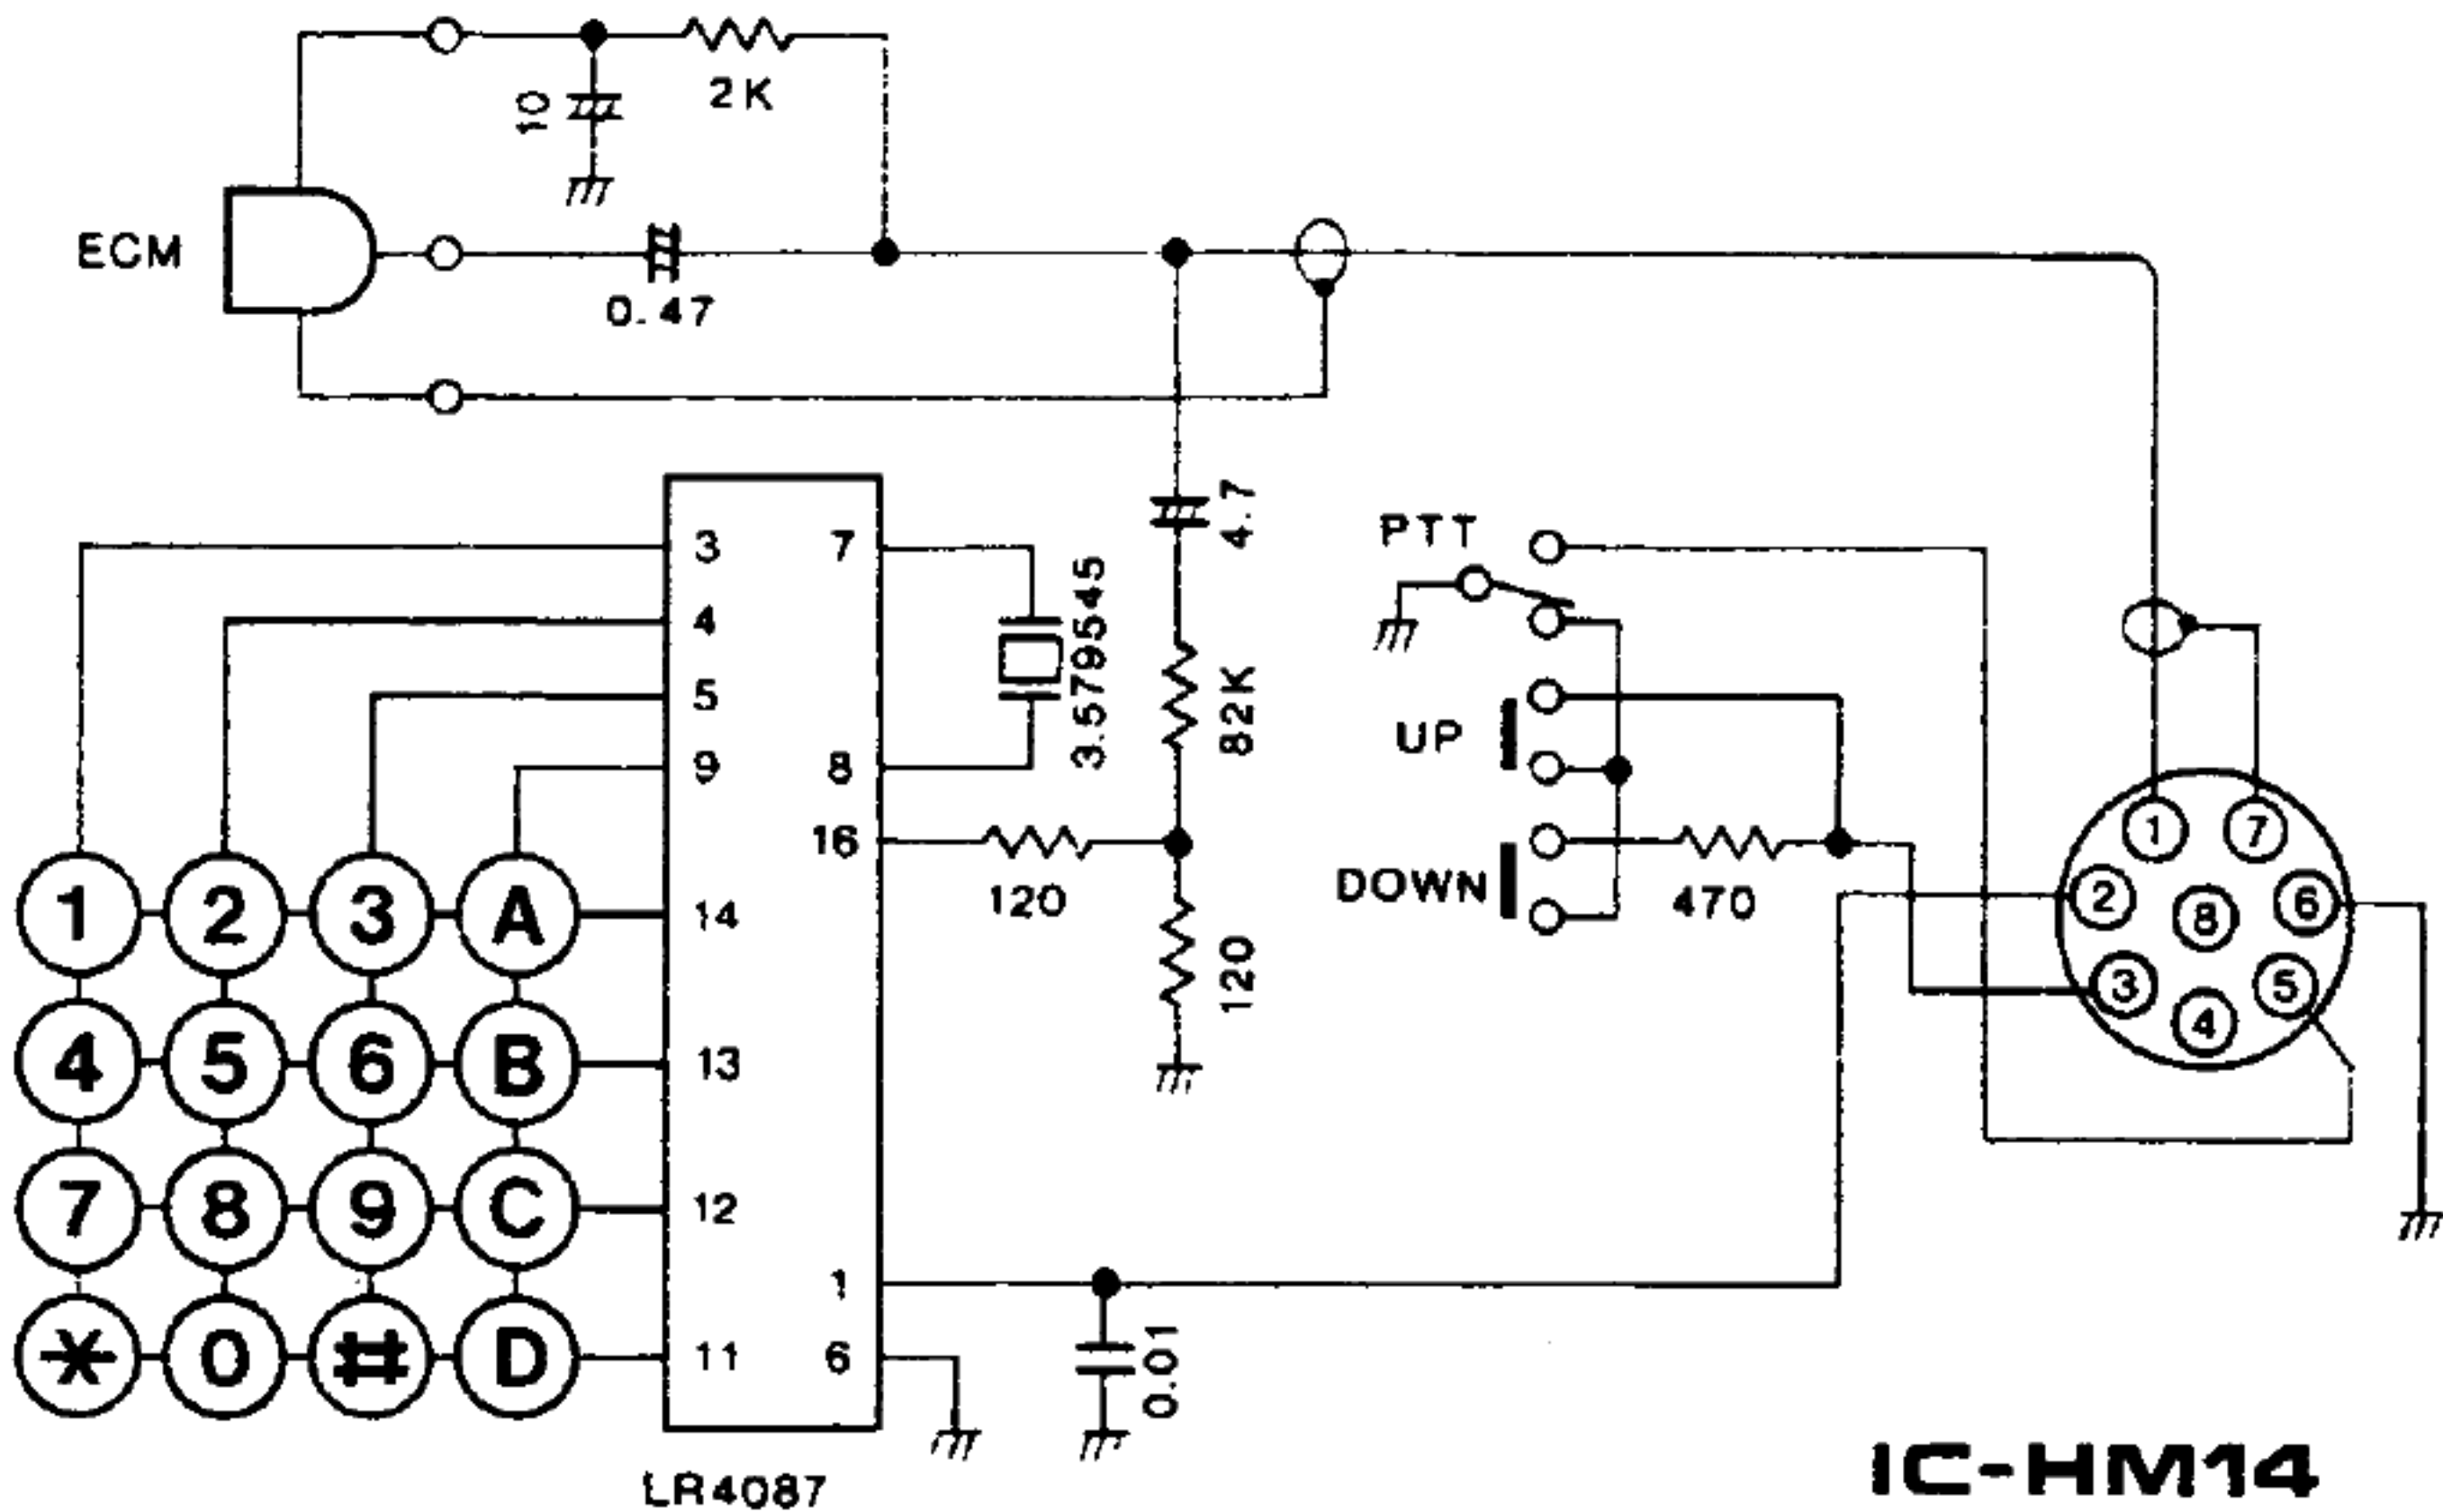 2K
10
ECM
0.47
4.7
PTT
3 7
3.579545
4
5
82K
UP
9 8
16
1 7
120
DOWN
470
1 2 3 A 14
2 8 6
120
3 5
4
4 5 6 B 13
7 8 9 C 12
1
0.01
* 0 # D 11 6
LR4087
IC-HM14